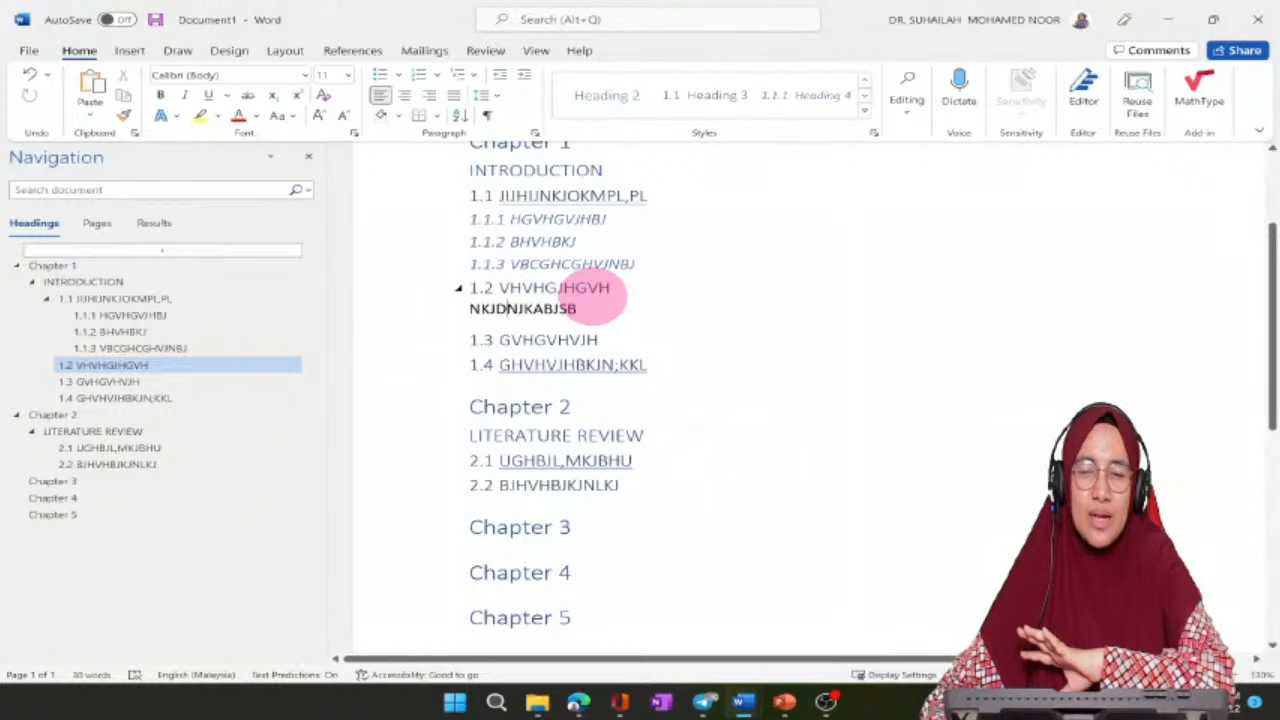 AutoSave Off Document1 - Word Search (Alt+Q) DR. SUHAILAH MOHAMED NOOR
File Home Insert Draw Design Layout References Mailings Review View Help Comments Share
Calibri (Body) 11
Paste
Heading 2 1.1 Heading 3 1.1.1 Heading 4
Editing Dictate Sensitivity Editor Reuse Files MathType
Undo Clipboard Font Paragraph Styles Voice Sensitivity Editor Reuse Files Add-in
Navigation
Search document
Headings Pages Results
Chapter 1
INTRODUCTION
1.1 JIJHIJNKJOKMPL,PL
1.1.1 HGVHGVJHBJ
1.1.2 BHVHBKJ
1.1.3 VBCGHCGHVJNBJ
1.2 VHVHGJHGVH
1.3 GVHGVHVJH
1.4 GHVHVJHBKJN;KKL
Chapter 2
LITERATURE REVIEW
2.1 UGHBJL,MKJBHU
2.2 BJHVHBJKJNLKJ
Chapter 3
Chapter 4
Chapter 5
Chapter 1
INTRODUCTION
1.1 JIJHIJNKJOKMPL,PL
1.1.1 HGVHGVJHBJ
1.1.2 BHVHBKJ
1.1.3 VBCGHCGHVJNBJ
1.2 VHVHGJHGVH
NKJDNJKABJSB
1.3 GVHGVHVJH
1.4 GHVHVJHBKJN;KKL
Chapter 2
LITERATURE REVIEW
2.1 UGHBJL,MKJBHU
2.2 BJHVHBJKJNLKJ
Chapter 3
Chapter 4
Chapter 5
Page 1 of 1 30 words English (Malaysia) Text Predictions: On Accessibility: Good to go Display Settings 130%